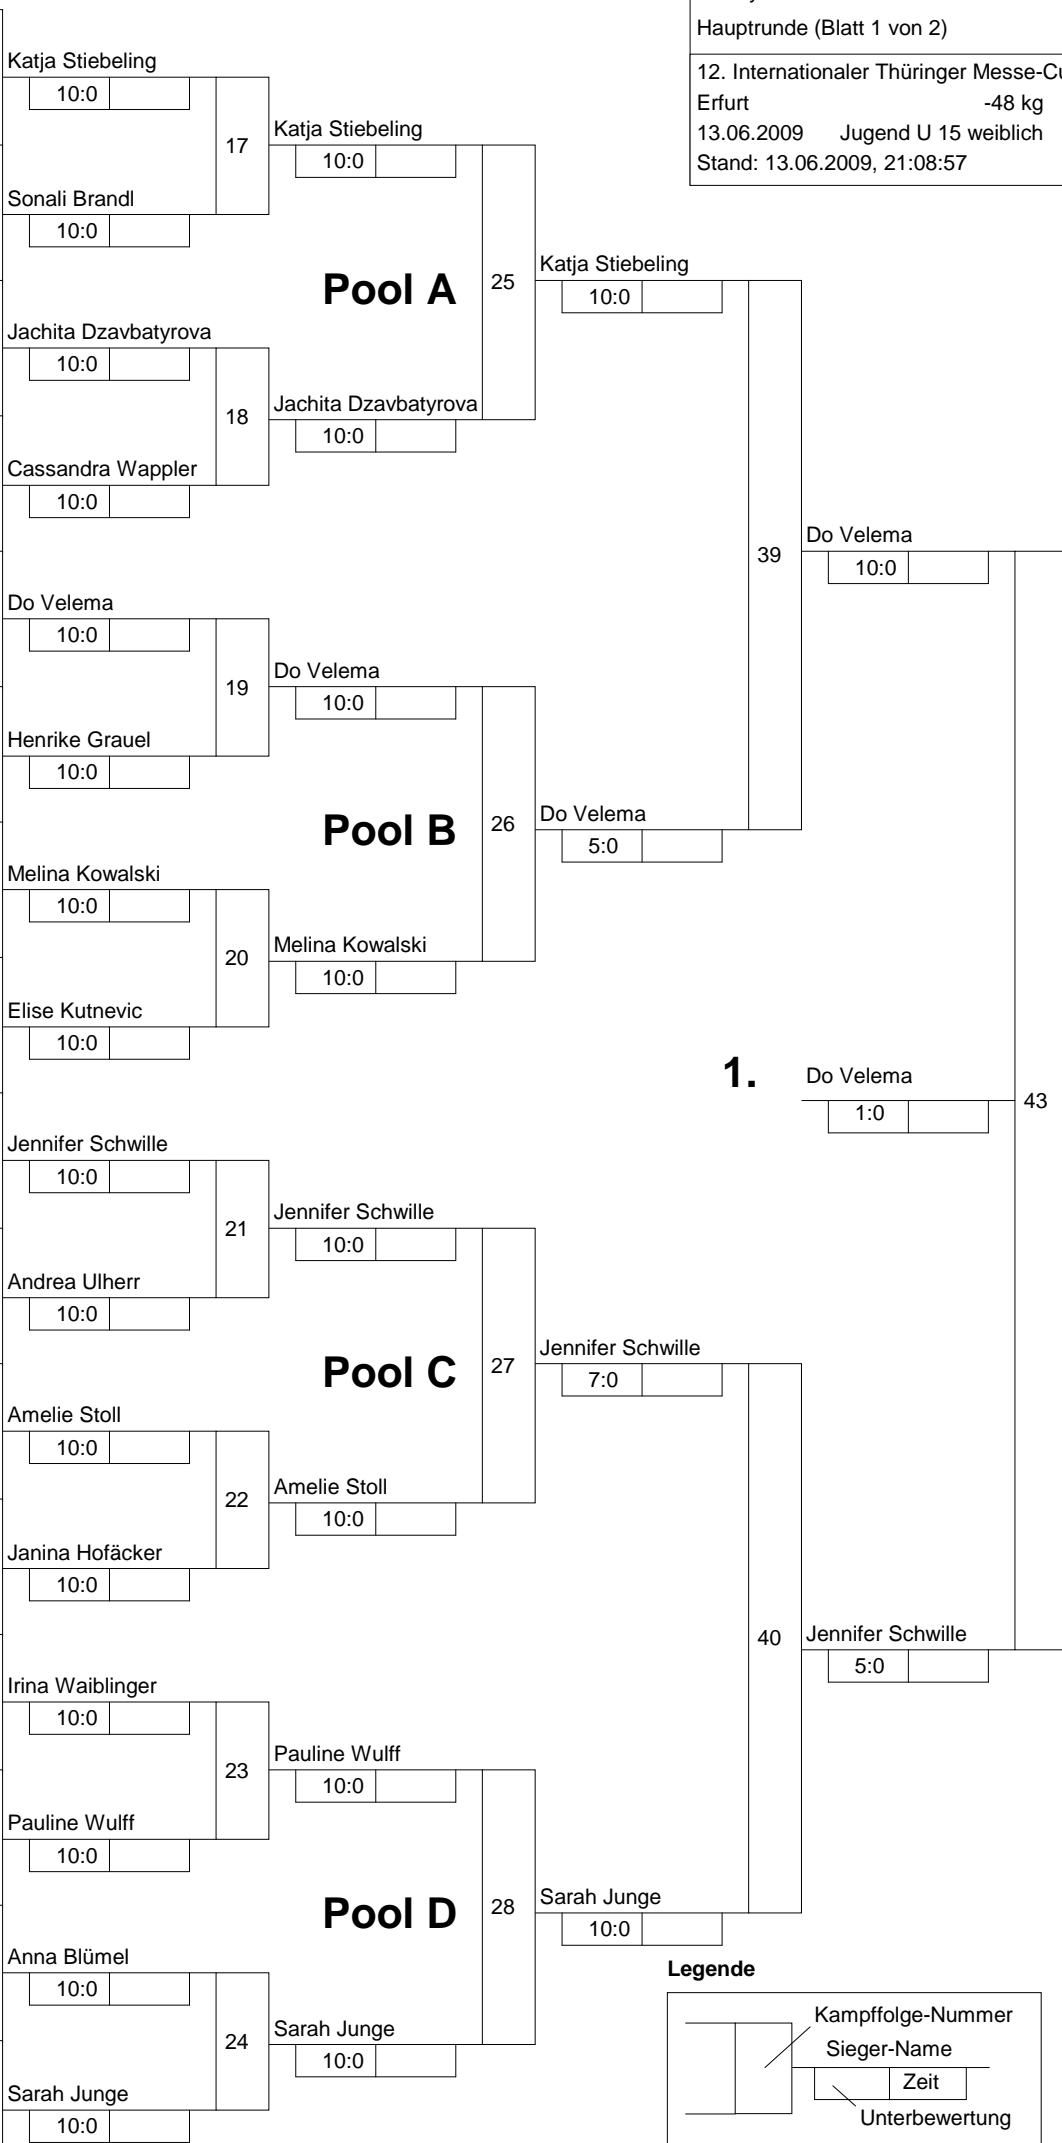 Hauptrunde (Blatt 1 von 2)
12. Internationaler Thüringer
Erfurt -48 kg
13.06.2009 Jugend U 15 weiblich
Stand: 13.06.2009, 21:08:57
Katja Stiebeling
10:0
17
Sonali Brandl
10:0
Jachita Dzavbatyrova
10:0
18
Cassandra Wappler
10:0
Do Velema
10:0
19
Henrike Grauel
10:0
Melina Kowalski
10:0
20
Elise Kutnevic
10:0
Jennifer Schwille
10:0
21
Andrea Ulherr
10:0
Amelie Stoll
10:0
22
Janina Hofäcker
10:0
Irina Waiblinger
10:0
23
Pauline Wulff
10:0
Anna Blümel
10:0
24
Sarah Junge
10:0
Katja Stiebeling
10:0
Pool A
25
Jachita Dzavbatyrova
10:0
Do Velema
10:0
Pool B
26
Melina Kowalski
10:0
Jennifer Schwille
10:0
Pool C
27
Amelie Stoll
10:0
Pauline Wulff
10:0
Pool D
28
Sarah Junge
10:0
Katja Stiebeling
10:0
39
Do Velema
5:0
Jennifer Schwille
7:0
40
Sarah Junge
10:0
Do Velema
10:0
1.
Do Velema
1:0
43
Jennifer Schwille
5:0
Legende
Kampffolge-Nummer
Sieger-Name
Zeit
Unterbewertung